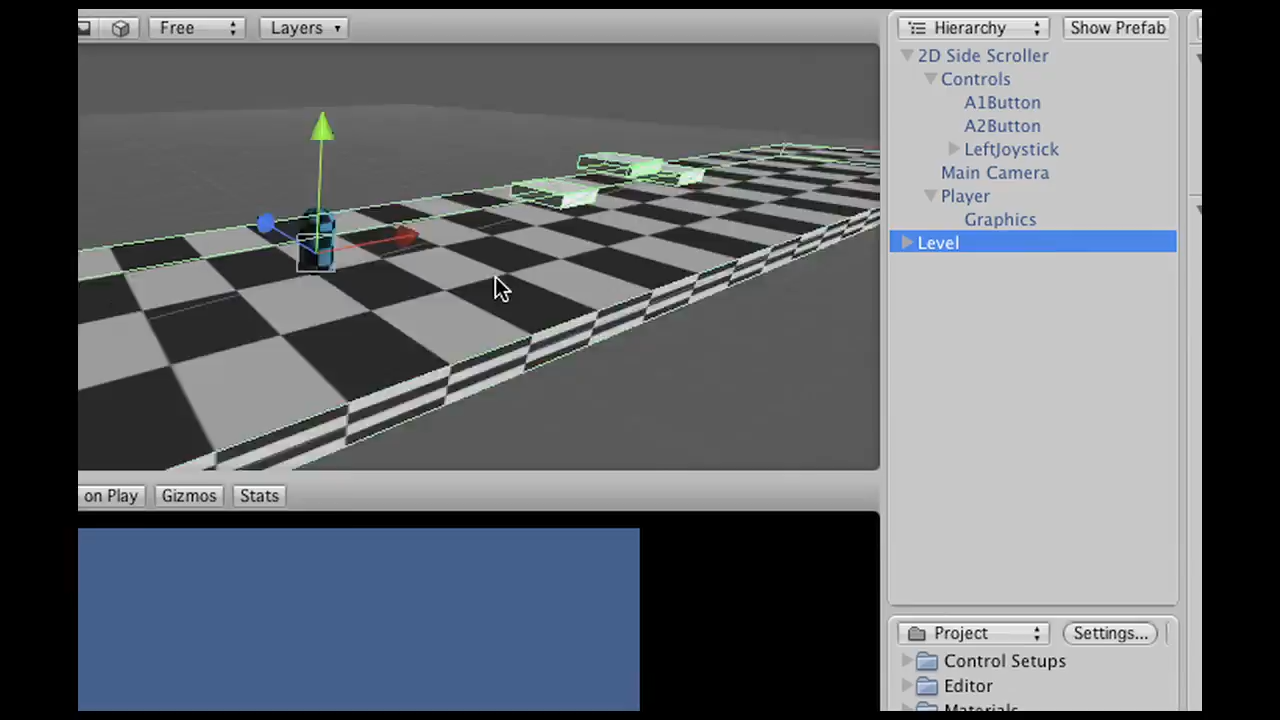 Free
Layers
Hierarchy
Show Prefab
2D Side Scroller
Controls
A1Button
A2Button
LeftJoystick
Main Camera
Player
Graphics
Level
on Play
Gizmos
Stats
Project
Settings...
Control Setups
Editor
Materials